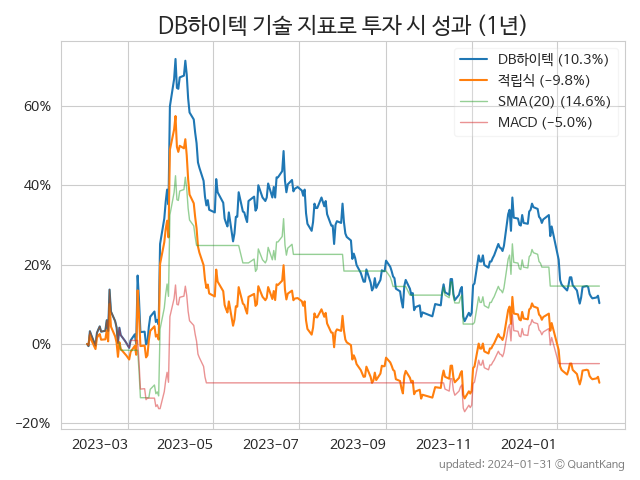 DB하이텍 기술 지표로 투자 시 성과 (1년)
DB하이텍 (10.3%)
적립식 (−9.8%)
SMA(20) (14.6%)
MACD (−5.0%)
60%
40%
20%
0%
−20%
2023-03
2023-05
2023-07
2023-09
2023-11
2024-01
updated: 2024-01-31 © QuantKang